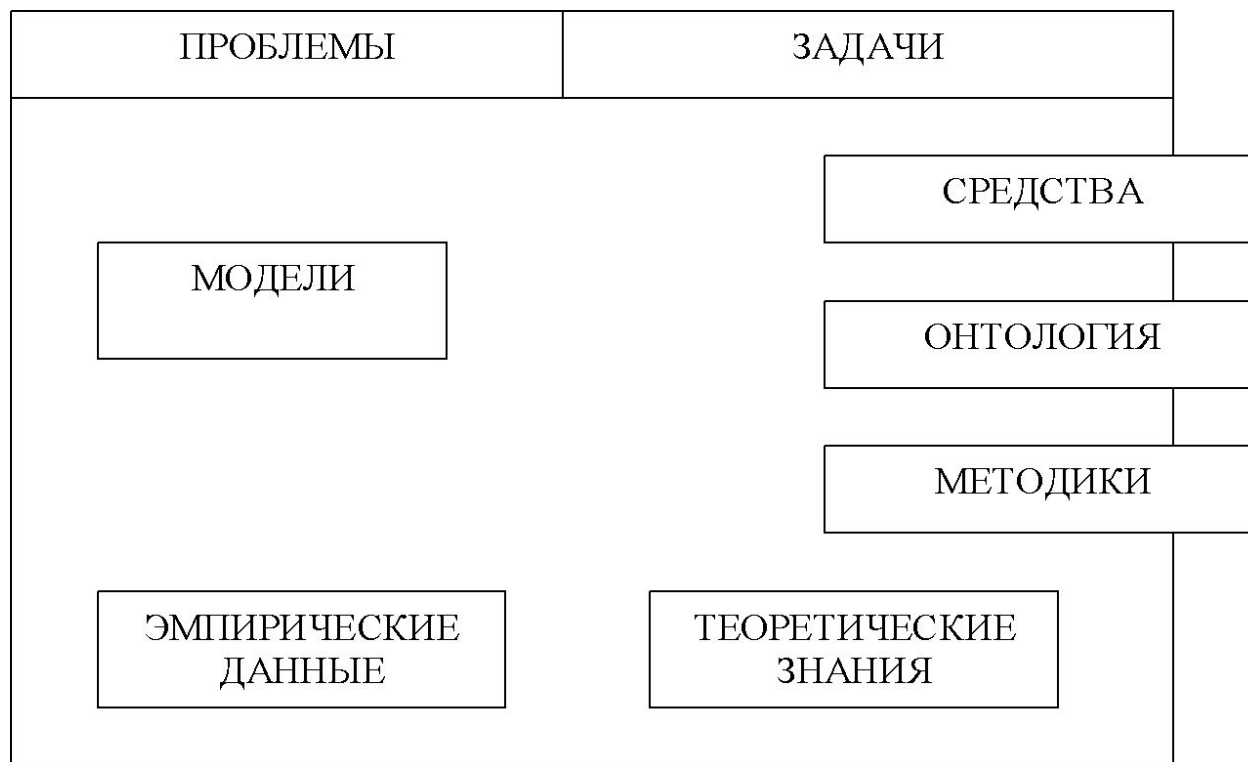 ПРОБЛЕМЫ
ЗАДАЧИ
СРЕДСТВА
МОДЕЛИ
ОНТОЛОГИЯ
МЕТОДИКИ
ЭМПИРИЧЕСКИЕ
ДАННЫЕ
ТЕОРЕТИЧЕСКИЕ
ЗНАНИЯ